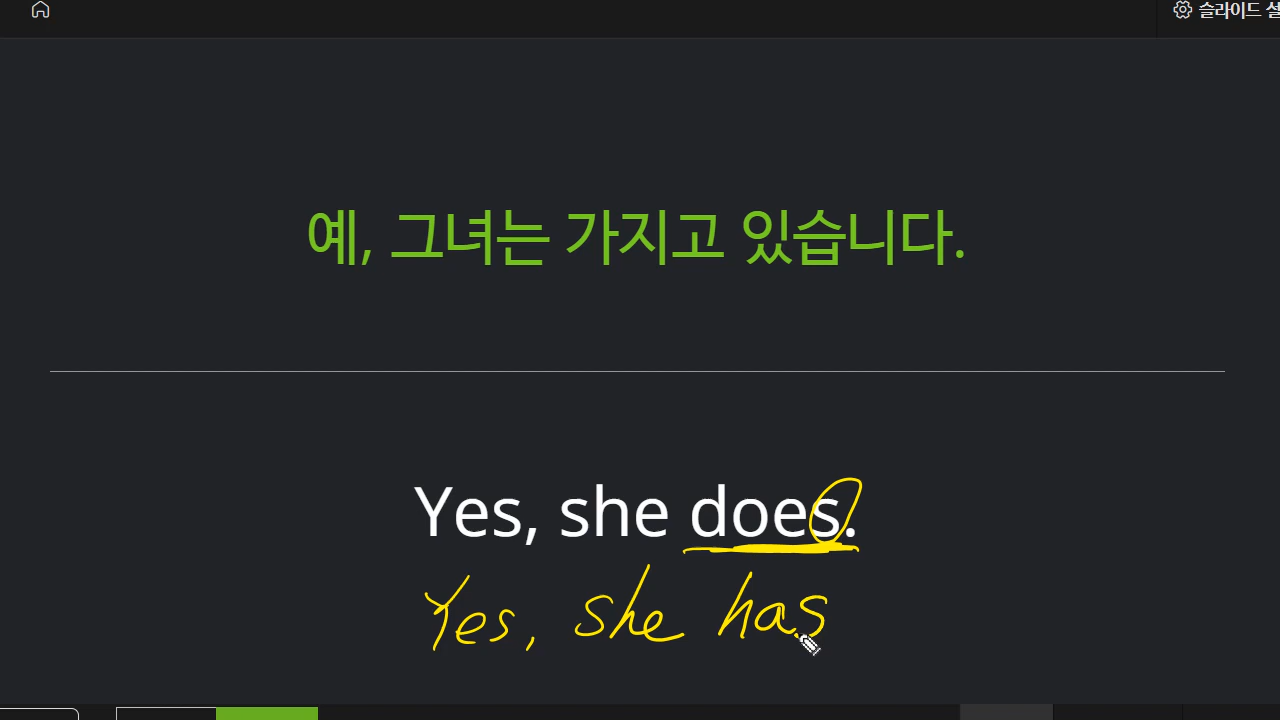 슬라이드
예, 그녀는 가지고 있습니다.
Yes, she does.
Yes, she has